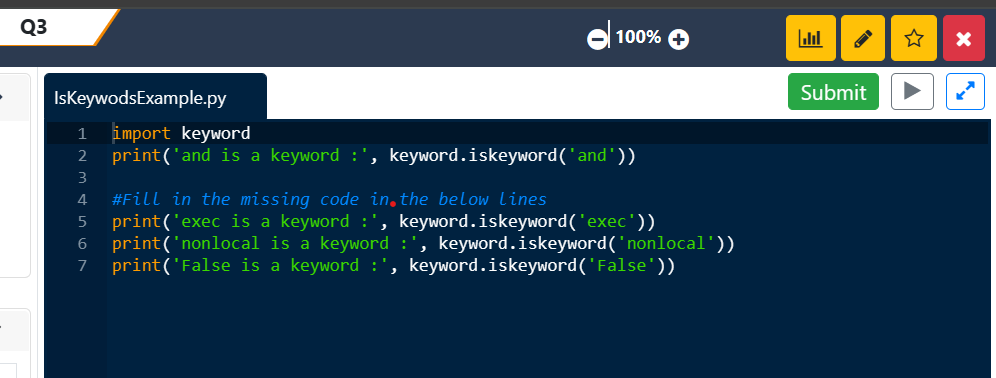 Q3
100%
Submit
IsKeywodsExample.py
1 import keyword
2 print('and is a keyword :', keyword.iskeyword('and'))
3
4 #Fill in the missing code in the below lines
5 print('exec is a keyword :', keyword.iskeyword('exec'))
6 print('nonlocal is a keyword :', keyword.iskeyword('nonlocal'))
7 print('False is a keyword :', keyword.iskeyword('False'))